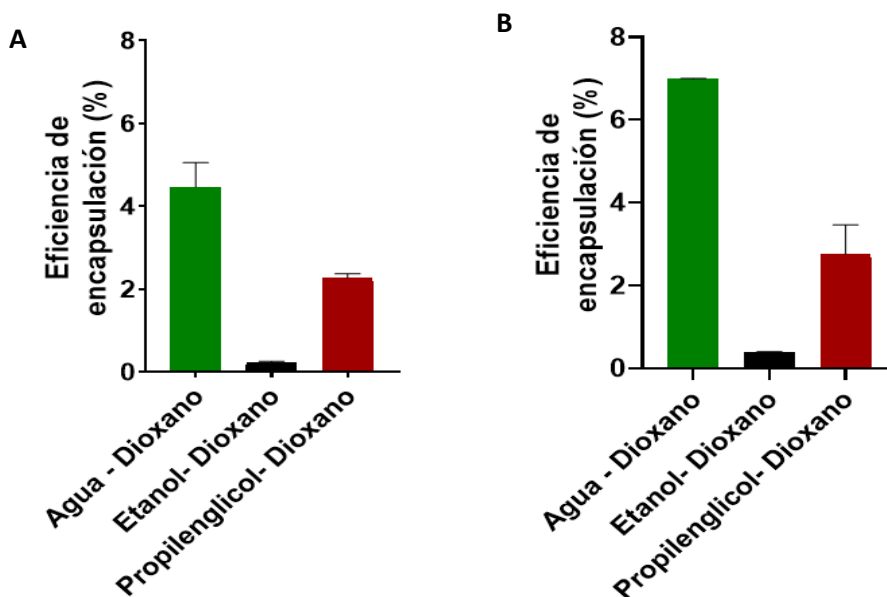 A
Eficiencia de
encapsulación (%)
8
6
4
2
0
Agua - Dioxano
Etanol- Dioxano
Propilenglicol- Dioxano
B
Eficiencia de
encapsulación (%)
8
6
4
2
0
Agua - Dioxano
Etanol- Dioxano
Propilenglicol- Dioxano